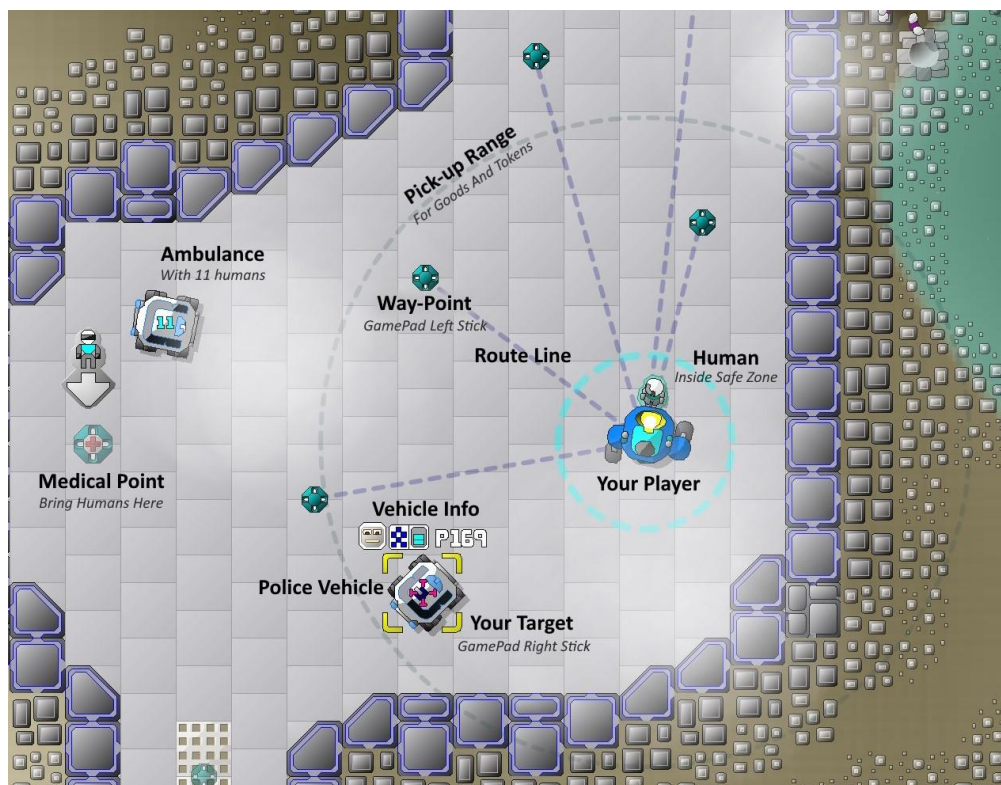 Pick-up Range
For Goods And Tokens
Ambulance
With 11 humans
11
Way-Point
GamePad Left Stick
Route Line
Human
Inside Safe Zone
Medical Point
Bring Humans Here
Your Player
Vehicle Info
P169
Police Vehicle
Your Target
GamePad Right Stick